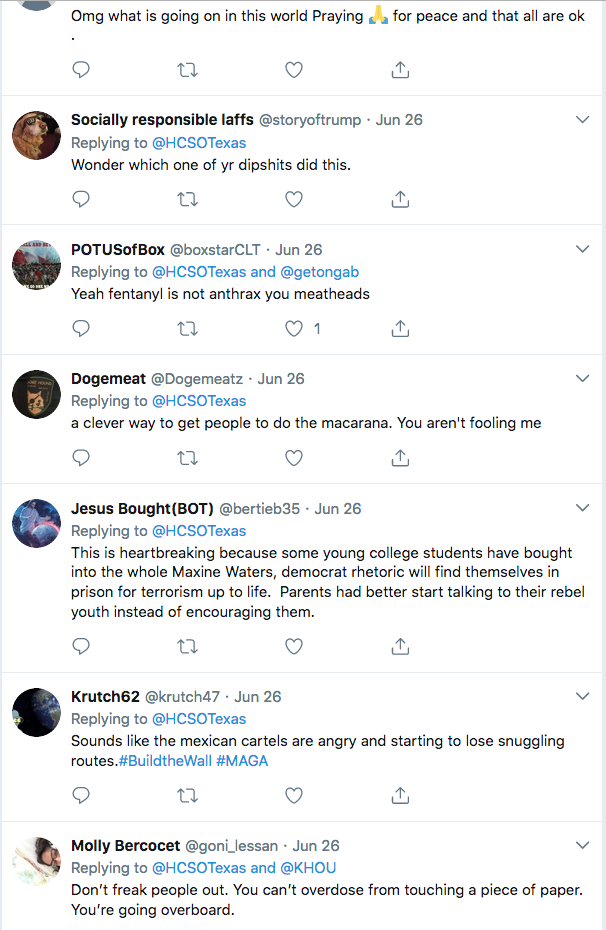 Omg what is going on in this world Praying 🙏 for peace and that all are ok
.
Socially responsible laffs @storyoftrump · Jun 26
Replying to @HCSOTexas
Wonder which one of yr dipshits did this.
POTUSofBox @boxstarCLT · Jun 26
Replying to @HCSOTexas and @getongab
Yeah fentanyl is not anthrax you meatheads
1
Dogemeat @Dogemeatz · Jun 26
Replying to @HCSOTexas
a clever way to get people to do the macarana. You aren't fooling me
Jesus Bought(BOT) @bertieb35 · Jun 26
Replying to @HCSOTexas
This is heartbreaking because some young college students have bought
into the whole Maxine Waters, democrat rhetoric will find themselves in
prison for terrorism up to life.  Parents had better start talking to their rebel
youth instead of encouraging them.
Krutch62 @krutch47 · Jun 26
Replying to @HCSOTexas
Sounds like the mexican cartels are angry and starting to lose snuggling
routes.#BuildtheWall #MAGA
Molly Bercocet @goni_lessan · Jun 26
Replying to @HCSOTexas and @KHOU
Don’t freak people out. You can’t overdose from touching a piece of paper.
You’re going overboard.